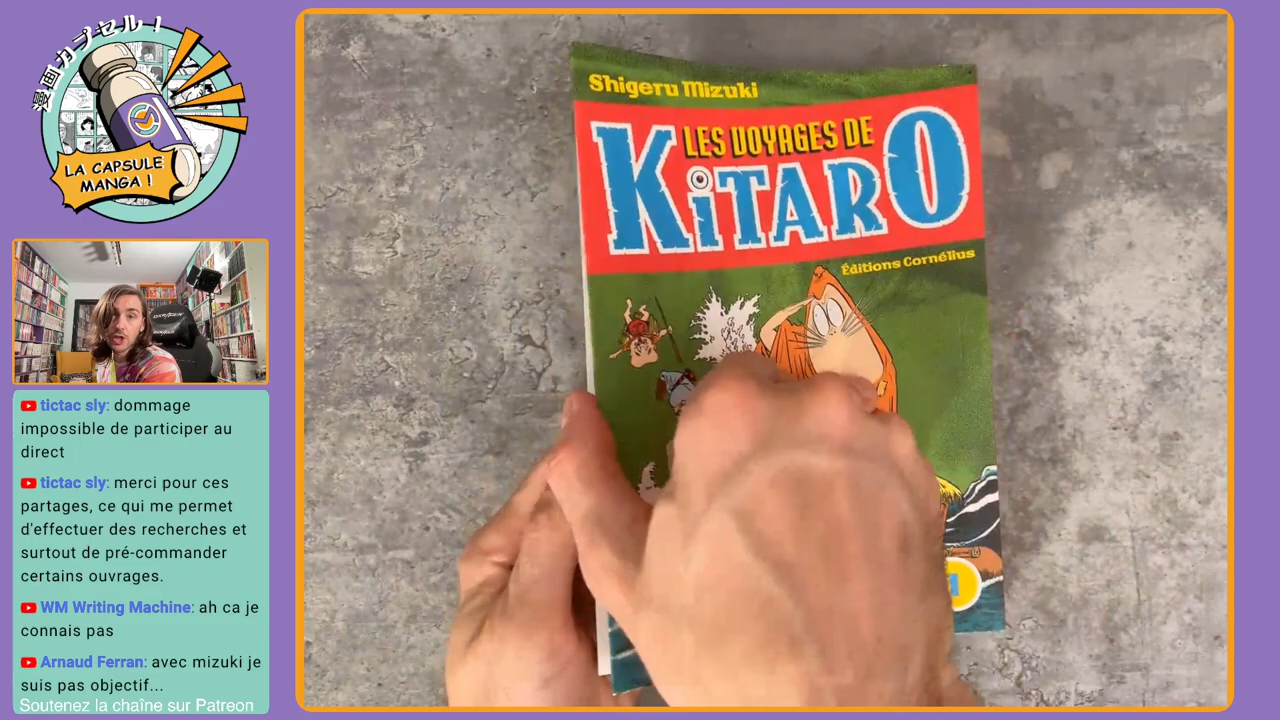 漫画カプセル！
LA CAPSULE
MANGA !
Shigeru Mizuki
LES VOYAGES DE
KiTARO
Éditions Cornélius
1
tictac sly: dommage
impossible de participer au
direct
tictac sly: merci pour ces
partages, ce qui me permet
d'effectuer des recherches et
surtout de pré-commander
certains ouvrages.
WM Writing Machine: ah ca je
connais pas
Arnaud Ferran: avec mizuki je
suis pas objectif...
Soutenez la chaîne sur Patreon